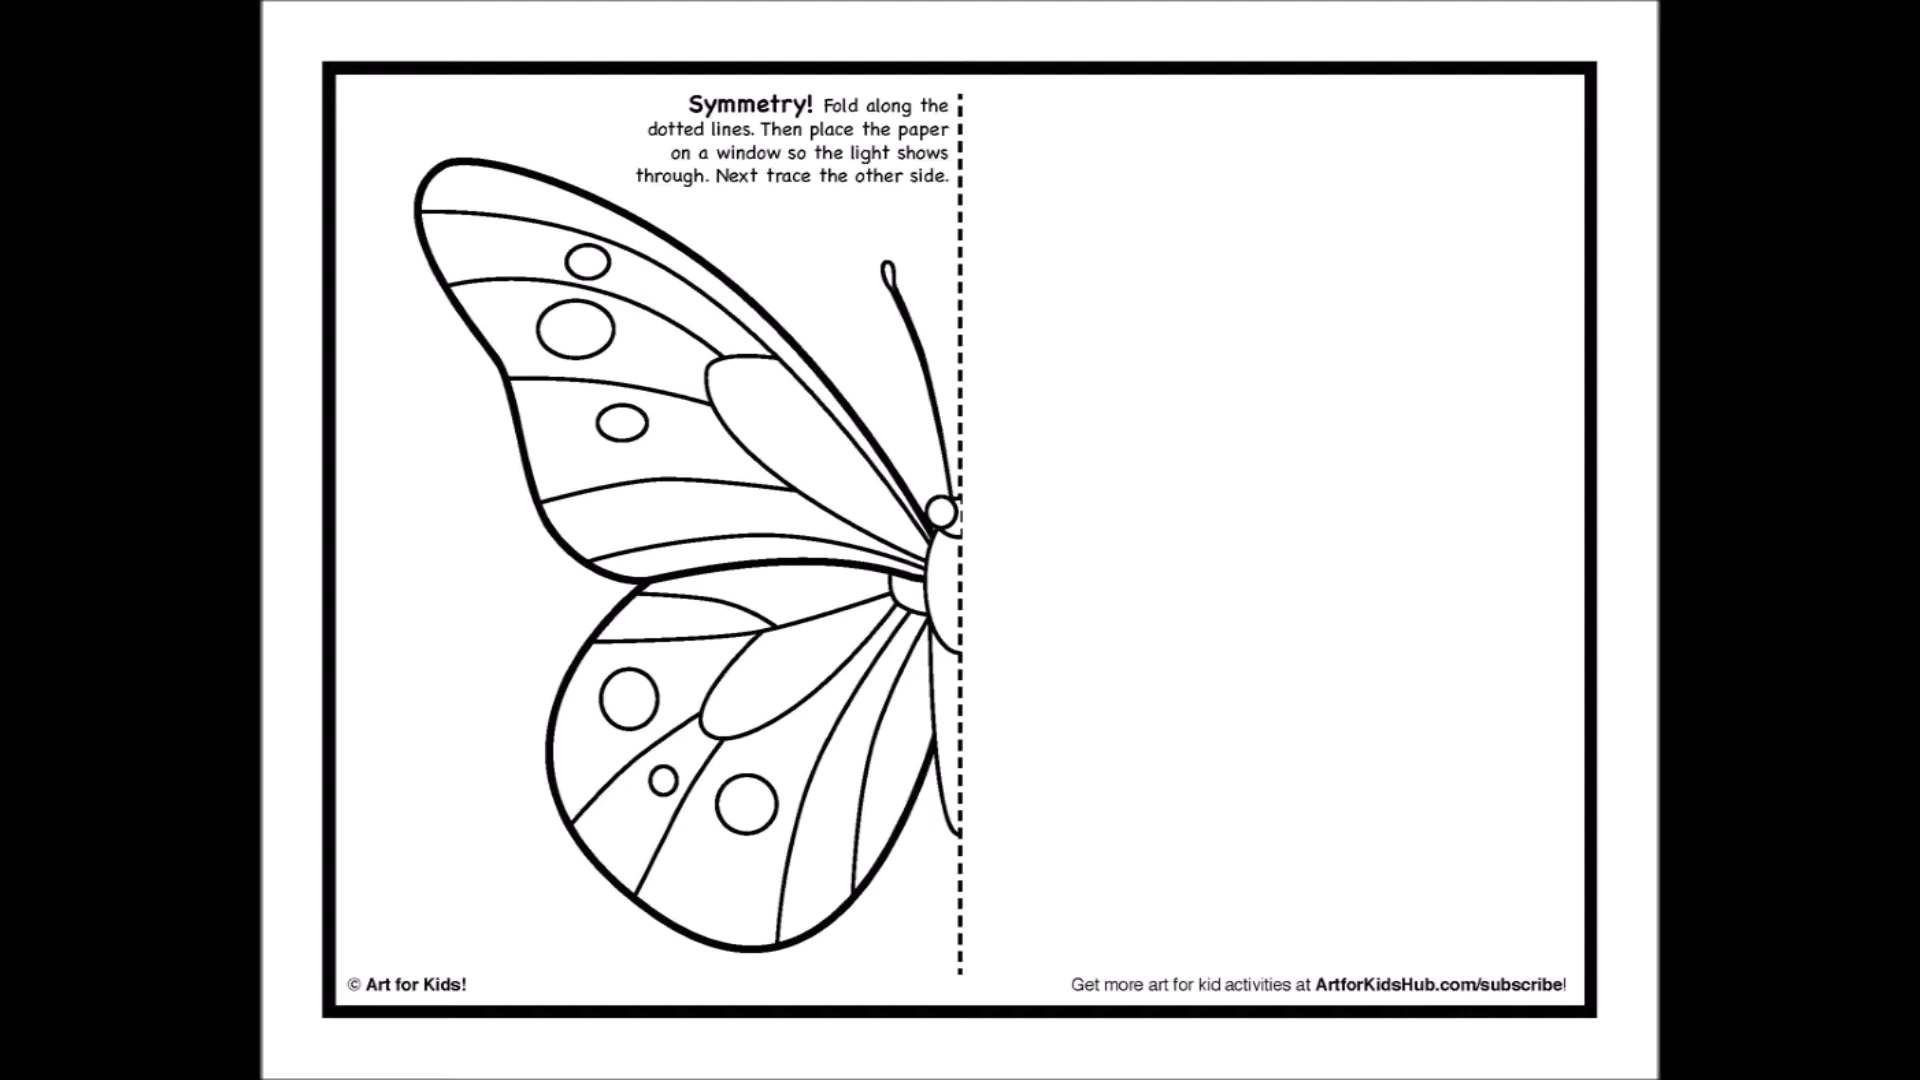 Symmetry! Fold along the
dotted lines. Then place the paper
on a window so the light shows
through. Next trace the other side.
© Art for Kids!
Get more art for kid activities at ArtforKidsHub.com/subscribe!